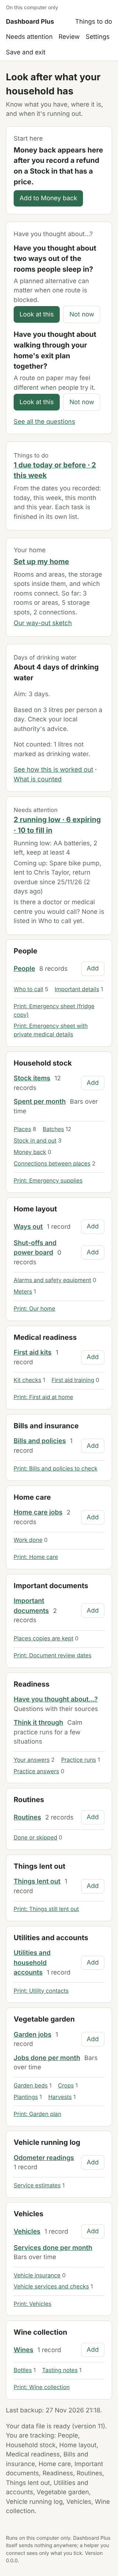 On this computer only
Dashboard Plus
Things to do
Needs attention
Review
Settings
Save and exit
Look after what your
household has
Know what you have, where it is,
and when it's running out.
Start here
Money back appears here
after you record a refund
on a Stock in that has a
price.
Add to Money back
Have you thought about...?
Have you thought about
two ways out of the
rooms people sleep in?
A planned alternative can
matter when one route is
blocked.
Look at this
Not now
Have you thought about
walking through your
home's exit plan
together?
A route on paper may feel
different when people try it.
Look at this
Not now
See all the questions
Things to do
1 due today or before · 2
this week
From the dates you recorded:
today, this week, this month
and this year. Each task is
finished in its own list.
Your home
Set up my home
Rooms and areas, the storage
spots inside them, and which
rooms connect. So far: 3
rooms or areas, 5 storage
spots, 2 connections.
Our way-out sketch
Days of drinking water
About 4 days of drinking
water
Aim: 3 days.
Based on 3 litres per person a
day. Check your local
authority's advice.
Not counted: 1 litres not
marked as drinking water.
See how this is worked out ·
What is counted
Needs attention
2 running low · 6 expiring
· 10 to fill in
Running low: AA batteries, 2
left, keep at least 4
Coming up: Spare bike pump,
lent to Chris Taylor, return
overdue since 25/11/26 (2
days ago)
Is there a doctor or medical
centre you would call? None is
listed in Who to call yet.
People
People 8 records
Add
Who to call 5 Important details 1
Print: Emergency sheet (fridge
copy)
Print: Emergency sheet with
private medical details
Household stock
Stock items 12
records
Add
Spent per month Bars over
time
Places 8 Batches 12
Stock in and out 3
Money back 0
Connections between places 2
Print: Emergency supplies
Home layout
Ways out 1 record
Add
Shut-offs and
power board 0
records
Add
Alarms and safety equipment 0
Meters 1
Print: Our home
Medical readiness
First aid kits 1
record
Add
Kit checks 1 First aid training 0
Print: First aid at home
Bills and insurance
Bills and policies 1
record
Add
Print: Bills and policies to check
Home care
Home care jobs 2
records
Add
Work done 0
Print: Home care
Important documents
Important
documents 2
records
Add
Places copies are kept 0
Print: Document review dates
Readiness
Have you thought about...?
Questions with their sources
Think it through Calm
practice runs for a few
situations
Your answers 2 Practice runs 1
Practice answers 0
Routines
Routines 2 records
Add
Done or skipped 0
Things lent out
Things lent out 1
record
Add
Print: Things still lent out
Utilities and accounts
Utilities and
household
accounts 1 record
Add
Print: Utility contacts
Vegetable garden
Garden jobs 1
record
Add
Jobs done per month Bars
over time
Garden beds 1 Crops 1
Plantings 1 Harvests 1
Print: Garden plan
Vehicle running log
Odometer readings
1 record
Add
Service estimates 1
Vehicles
Vehicles 1 record
Add
Services done per month
Bars over time
Vehicle insurance 0
Vehicle services and checks 1
Print: Vehicles
Wine collection
Wines 1 record
Add
Bottles 1 Tasting notes 1
Print: Wine collection
Last backup: 27 Nov 2026 21:18.
Your data file is ready (version 11).
You are tracking: People,
Household stock, Home layout,
Medical readiness, Bills and
insurance, Home care, Important
documents, Readiness, Routines,
Things lent out, Utilities and
accounts, Vegetable garden,
Vehicle running log, Vehicles, Wine
collection.
Runs on this computer only. Dashboard Plus
itself sends nothing anywhere; a helper you
connect sees only what you tick. Version
0.0.0.